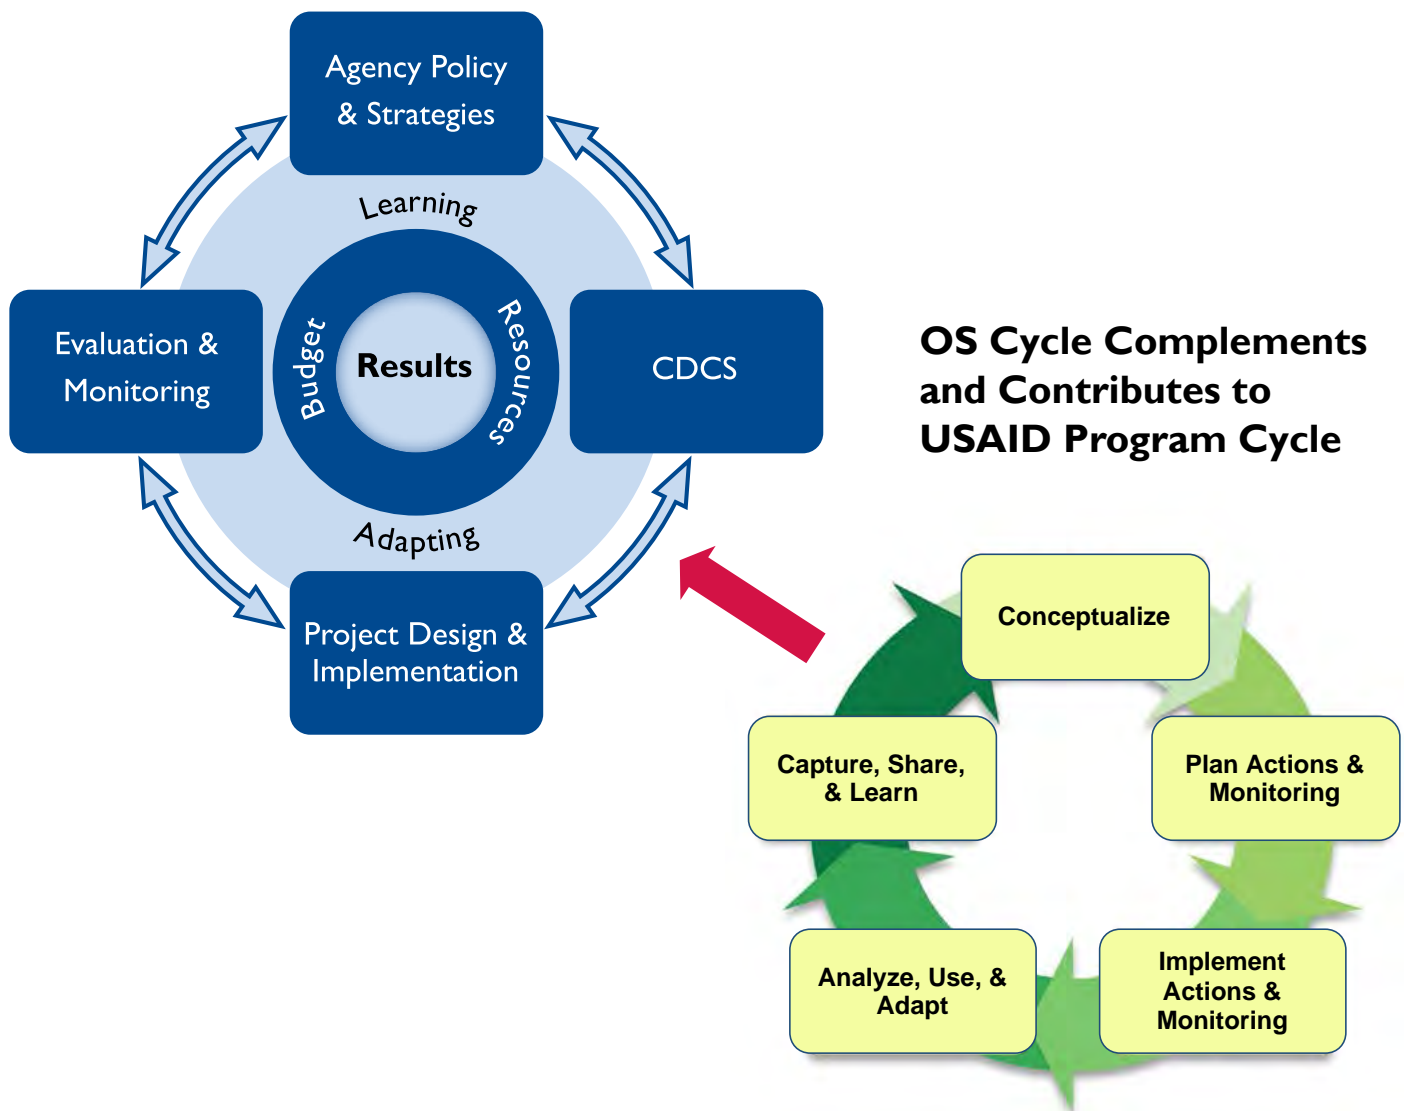 Agency Policy
& Strategies
Learning
Evaluation &
Monitoring
Budget
Results
Resources
CDCS
Adapting
Project Design &
Implementation
OS Cycle Complements
and Contributes to
USAID Program Cycle
Conceptualize
Plan Actions &
Monitoring
Implement
Actions &
Monitoring
Analyze, Use, &
Adapt
Capture, Share,
& Learn